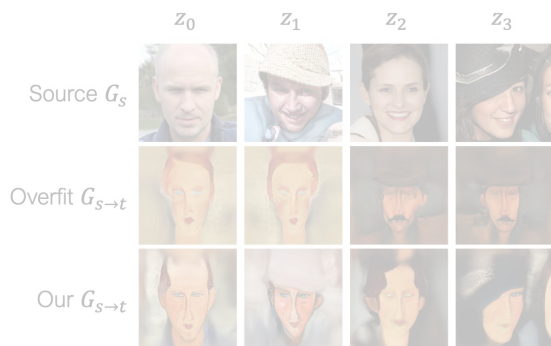 z₀ z₁ z₂ z₃
Source Gₛ
Overfit Gₛ→ₜ
Our Gₛ→ₜ